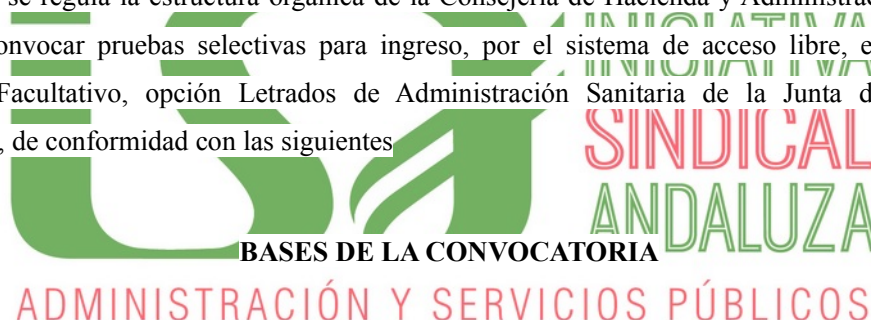 se regula la estructura orgánica de la Consejería de Hacienda y Administrac
onvocar pruebas selectivas para ingreso, por el sistema de acceso libre, e
INICIATIVA
Facultativo, opción Letrados de Administración Sanitaria de la Junta d
, de conformidad con las siguientes
SINDICAL
ANDALUZA
BASES DE LA CONVOCATORIA
ADMINISTRACIÓN Y SERVICIOS PÚBLICOS